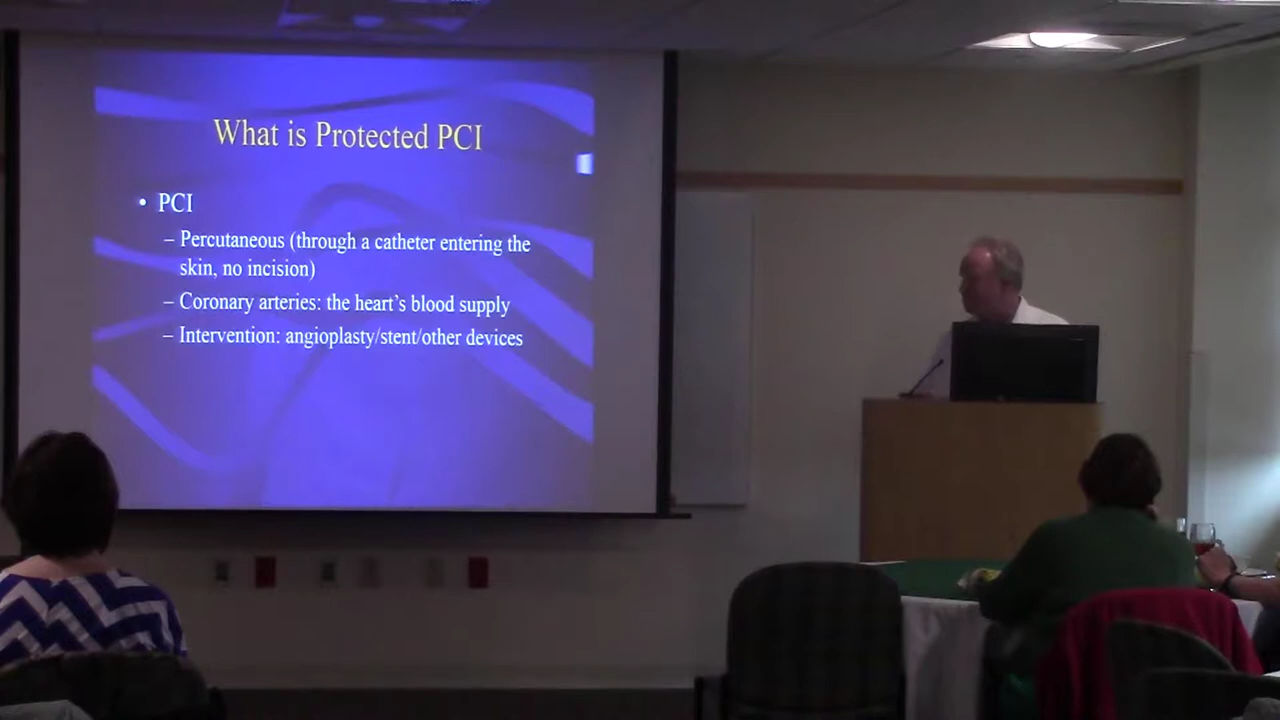 What is Protected PCI
• PCI
– Percutaneous (through a catheter entering the
skin, no incision)
– Coronary arteries: the heart's blood supply
– Intervention: angioplasty/stent/other devices